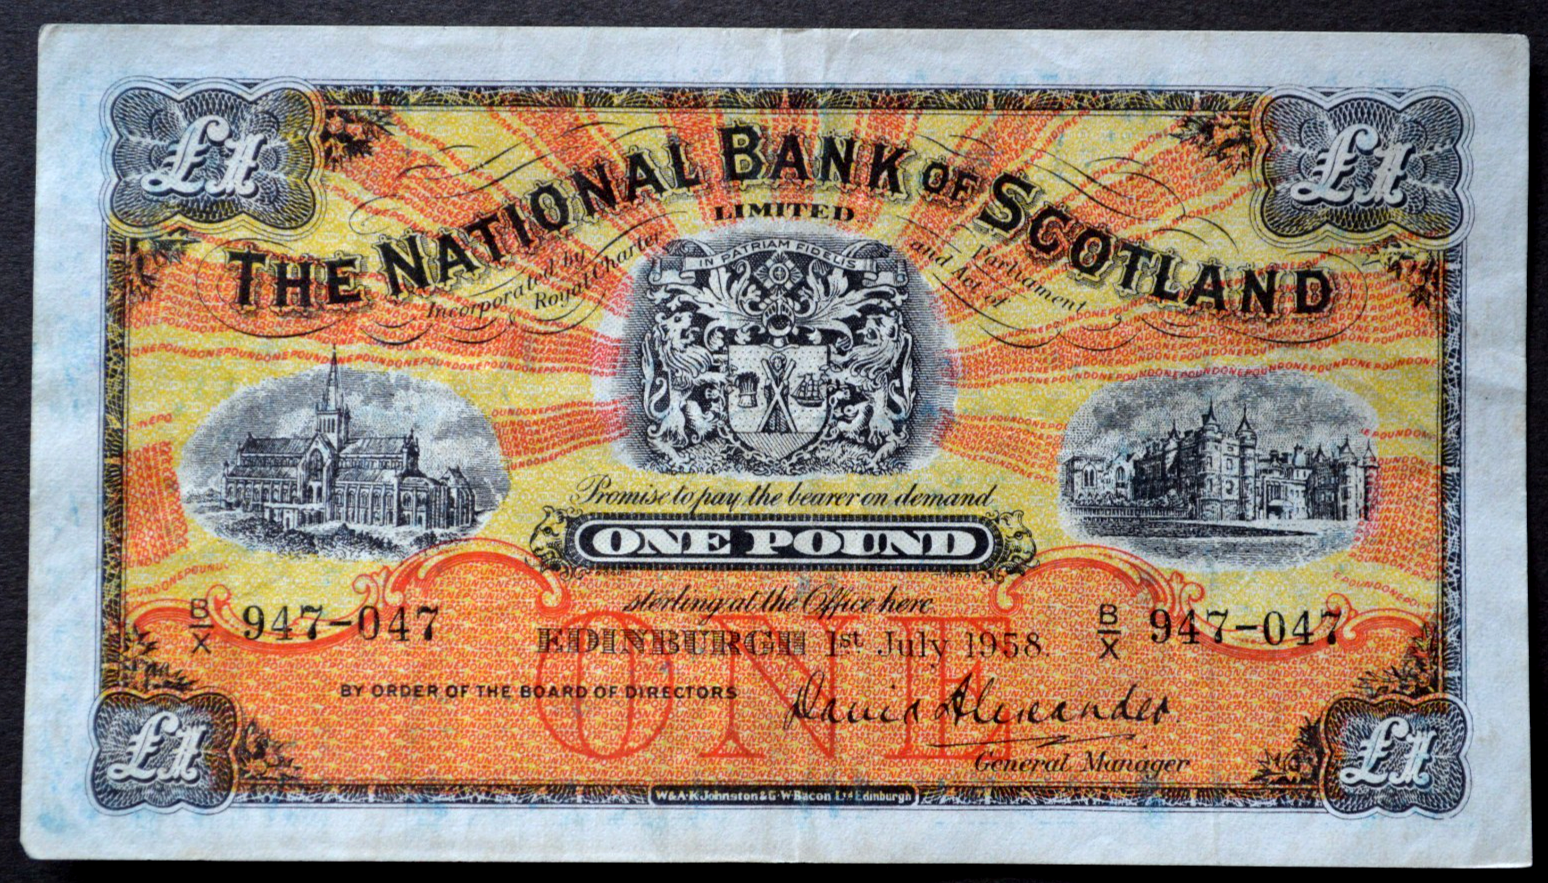 £1 £1
THE NATIONAL BANK OF SCOTLAND
LIMITED
Incorporated by Royal Charter and Act of Parliament
IN PATRIAM FIDELIS
Promise to pay the bearer on demand
ONE POUND
sterling at the Office here
B/X 947-047 B/X 947-047
EDINBURGH 1st July 1958.
ONE
BY ORDER OF THE BOARD OF DIRECTORS David Alexander
General Manager
£1 £1
W.& A.K. Johnston & G.W. Bacon Ltd Edinburgh